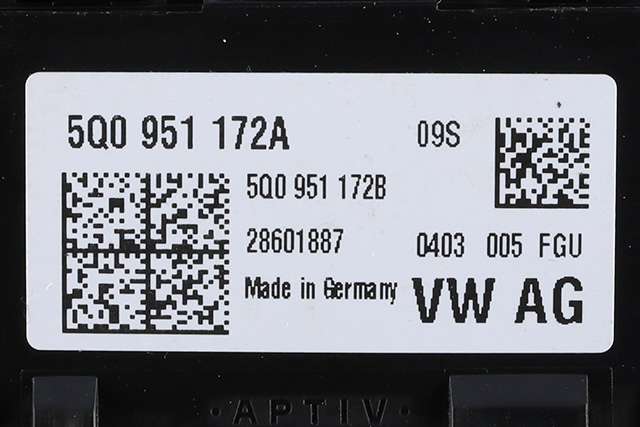 5Q0 951 172A 09S
5Q0 951 172B
28601887 0403 005 FGU
Made in Germany VW AG
· APTIV ·